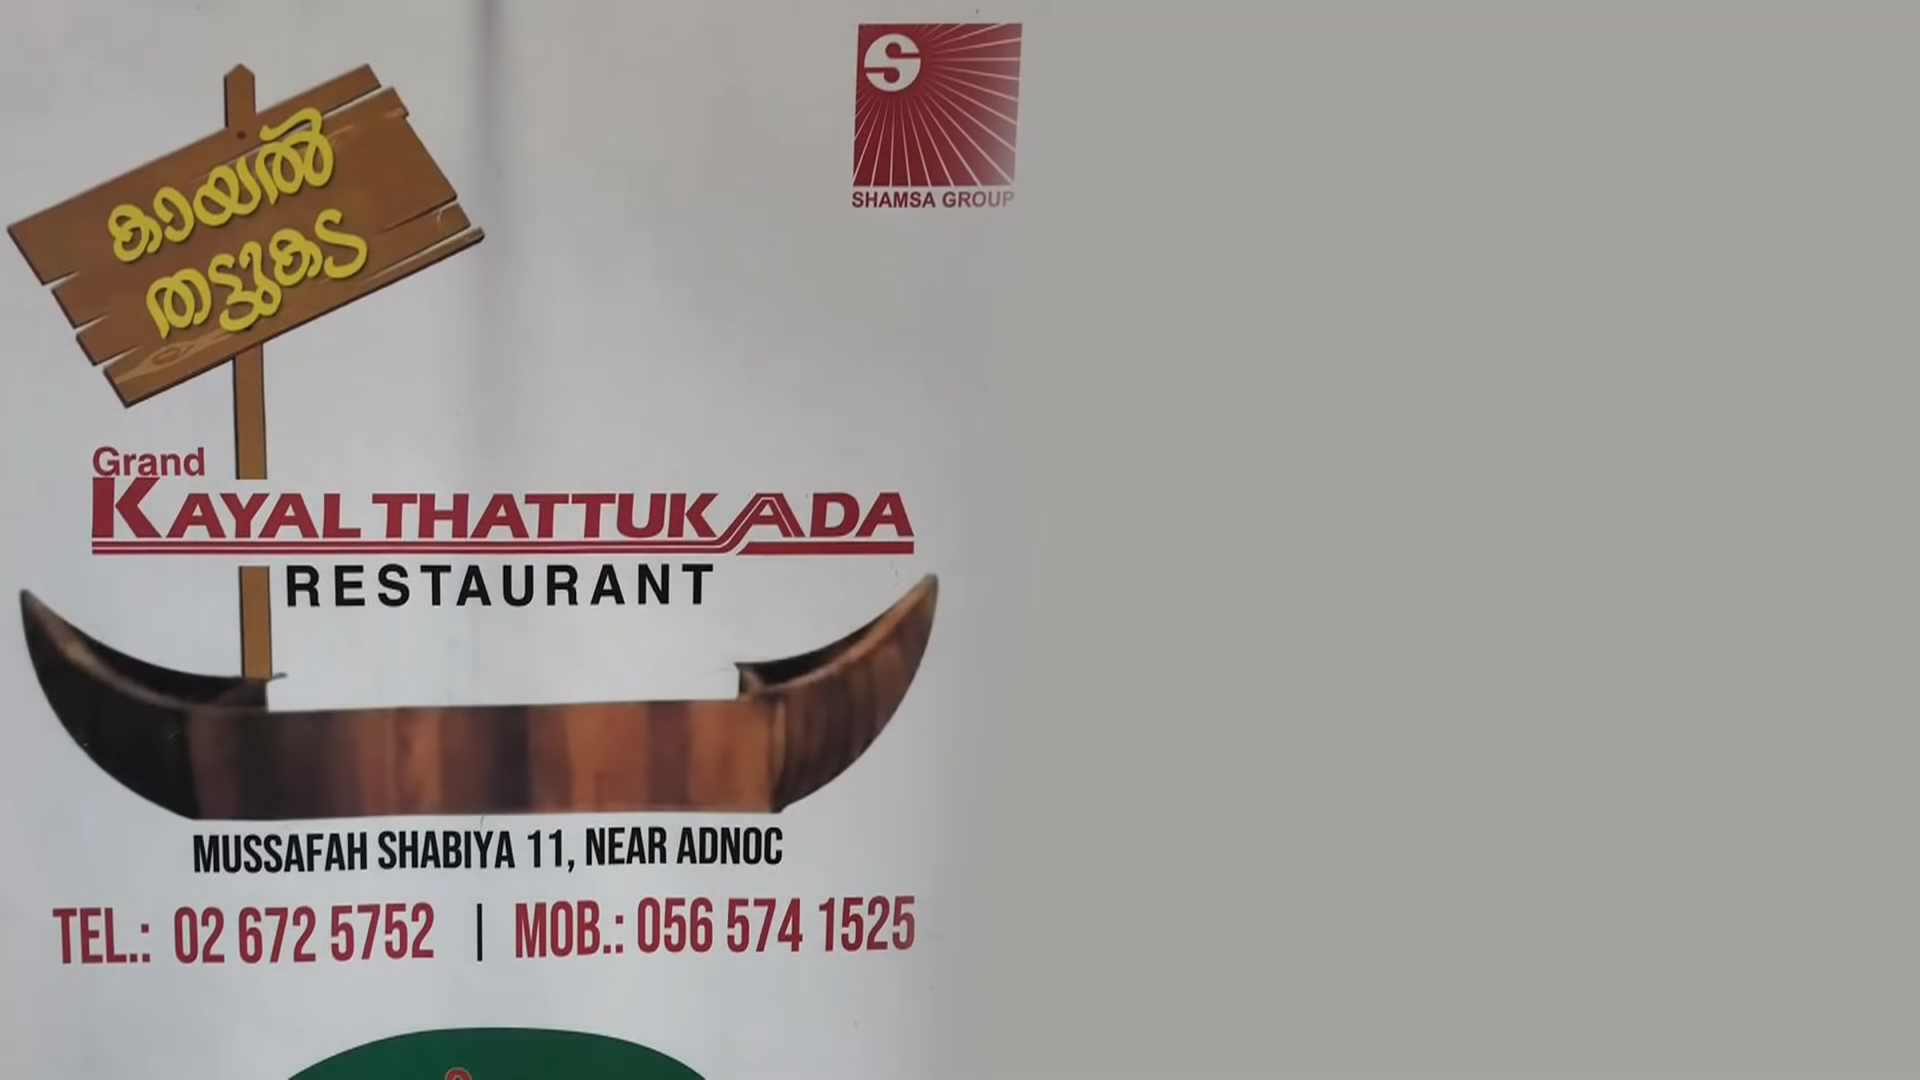 S
SHAMSA GROUP
കായൽ
തട്ടുകട
Grand
KAYAL THATTUKADA
RESTAURANT
MUSSAFAH SHABIYA 11, NEAR ADNOC
TEL.: 02 672 5752 | MOB.: 056 574 1525